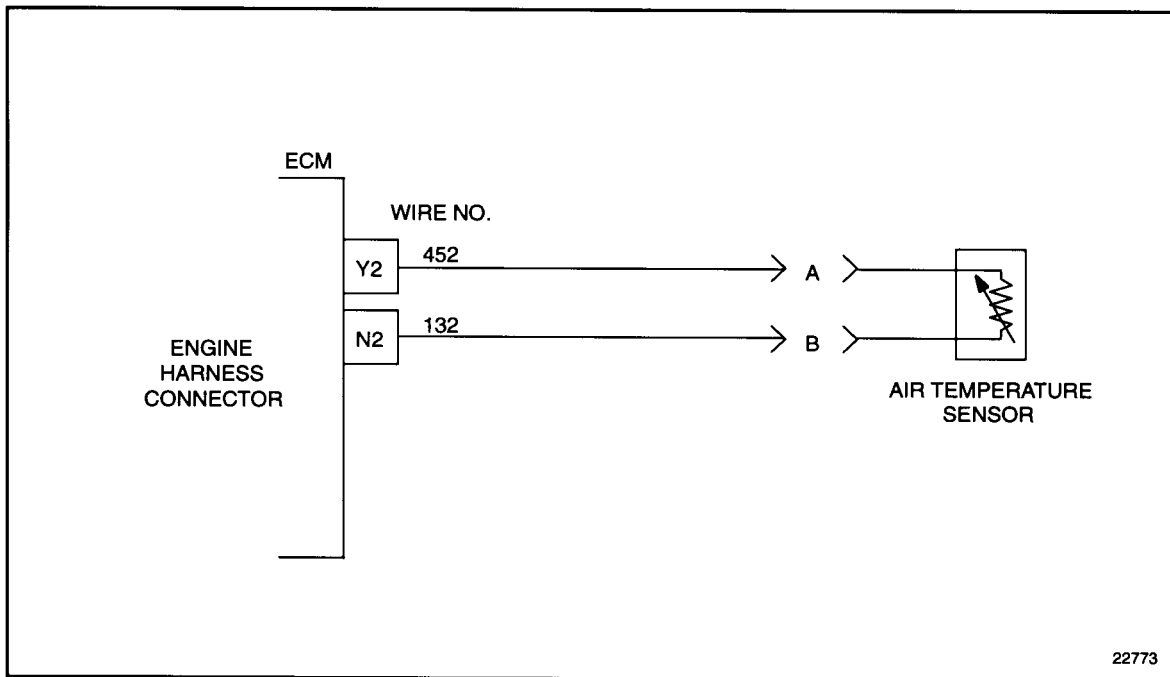 ECM
WIRE NO.
Y2
452
A
N2
132
B
ENGINE
HARNESS
CONNECTOR
AIR TEMPERATURE
SENSOR
22773